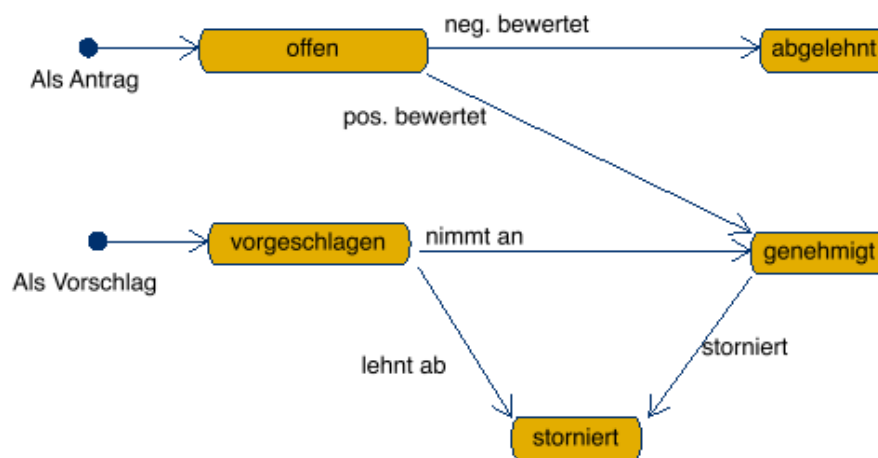 neg. bewertet
offen
abgelehnt
Als Antrag
pos. bewertet
vorgeschlagen
nimmt an
genehmigt
Als Vorschlag
lehnt ab
storniert
storniert